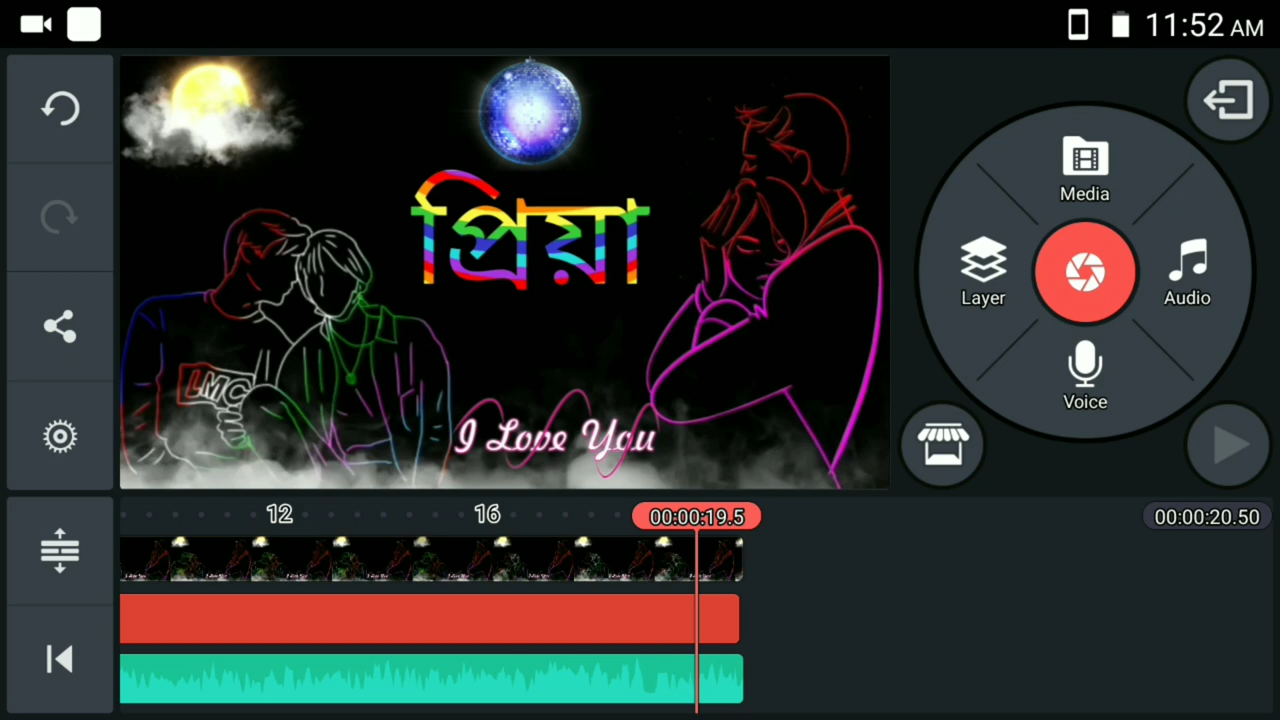 11:52 AM
Media
Layer
Audio
Voice
প্রিয়া
LMC
I Love You
12
16
00:00:19.5
00:00:20.50